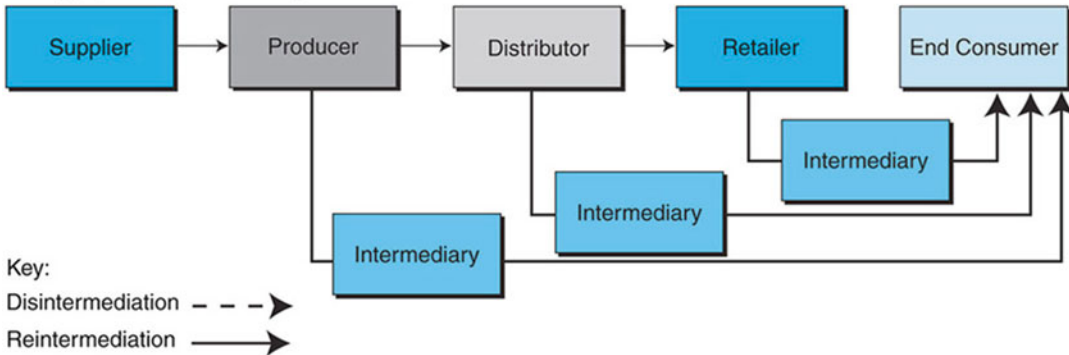 Supplier
Producer
Distributor
Retailer
End Consumer
Intermediary
Intermediary
Intermediary
Key:
Disintermediation
Reintermediation